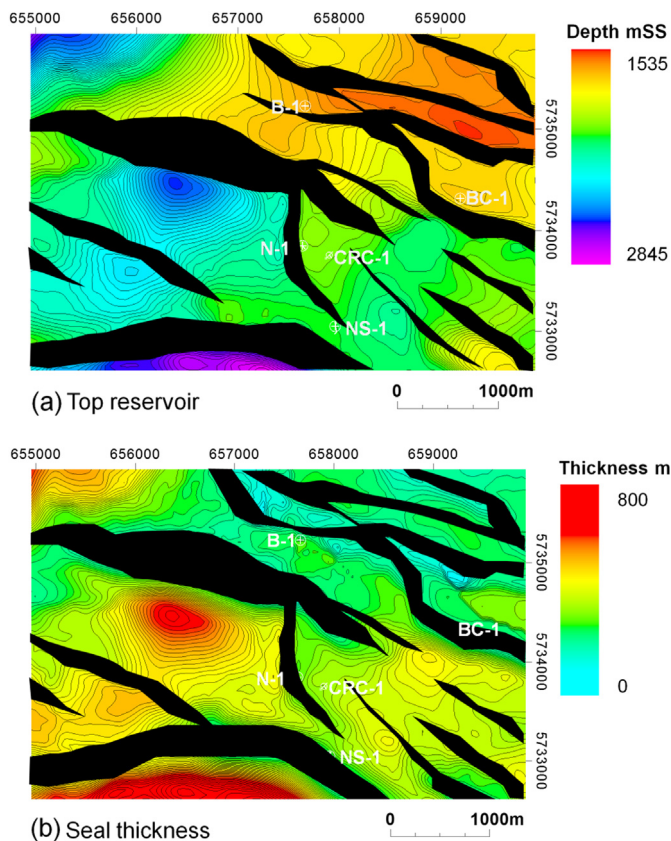 655000 656000 657000 658000 659000
Depth mSS
1535
B-1
5735000
BC-1
N-1
CRC-1
5734000
2845
NS-1
5733000
(a) Top reservoir
0 1000m
655000 656000 657000 658000 659000
Thickness m
800
B-1
5735000
BC-1
N-1
CRC-1
5734000
0
NS-1
5733000
(b) Seal thickness
0 1000m